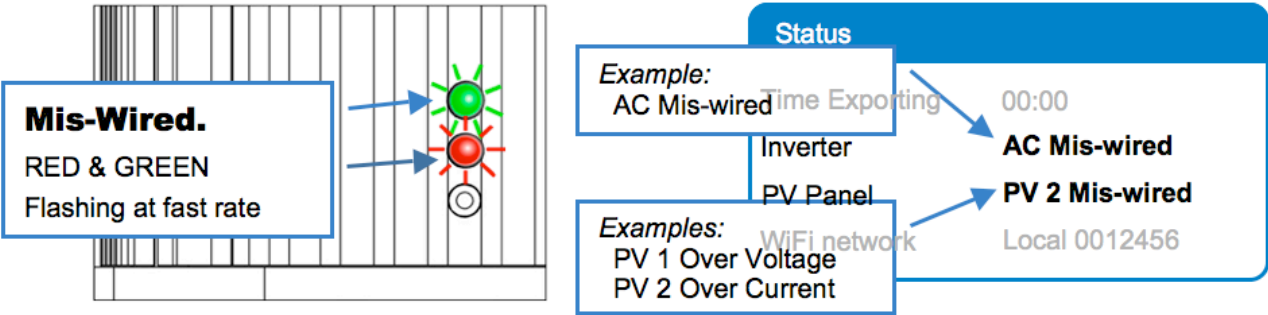 Mis-Wired.
RED & GREEN
Flashing at fast rate
Example:
AC Mis-wired
Examples:
PV 1 Over Voltage
PV 2 Over Current
Status
Time Exporting 00:00
Inverter AC Mis-wired
PV Panel PV 2 Mis-wired
WiFi network Local 0012456